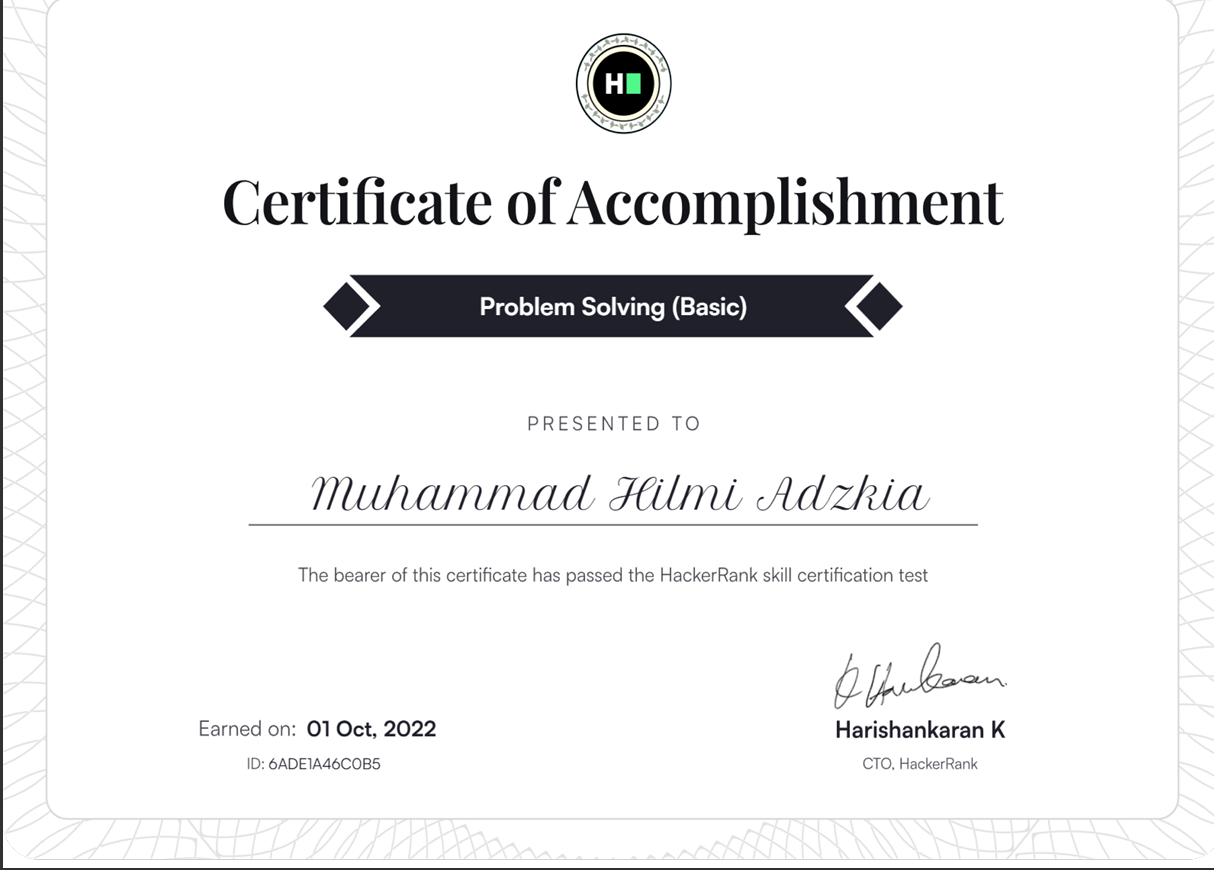 H
Certificate of Accomplishment
Problem Solving (Basic)
PRESENTED TO
Muhammad Hilmi Adzkia
The bearer of this certificate has passed the HackerRank skill certification test
Earned on: 01 Oct, 2022
ID: 6ADE1A46C0B5
Harishankaran K
CTO, HackerRank